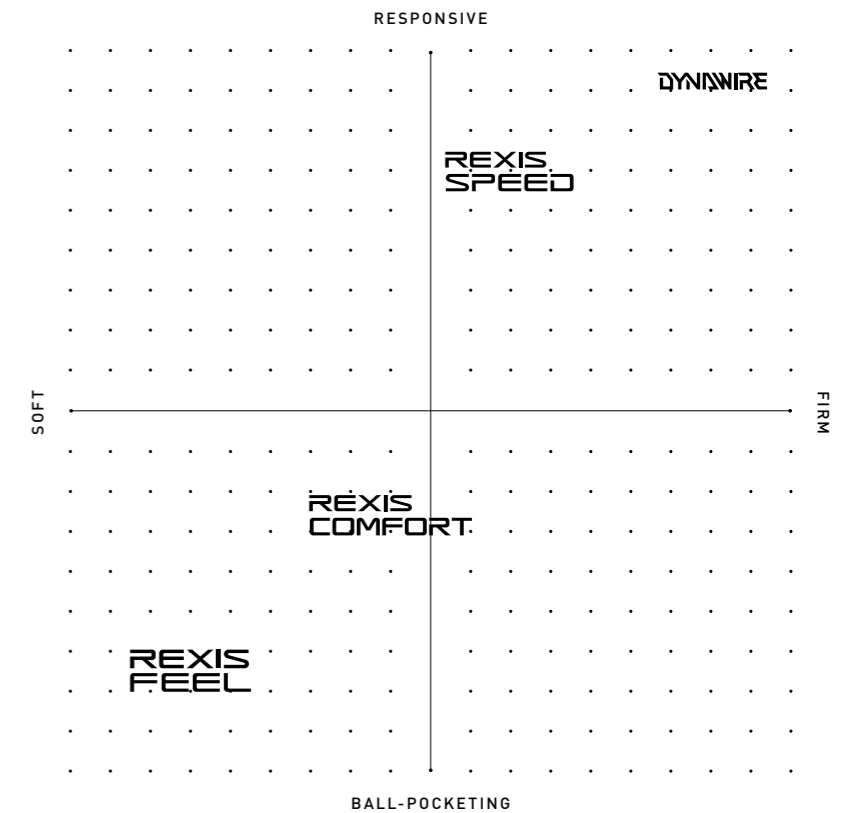 RESPONSIVE
DYNAWIRE
REXIS
SPEED
SOFT
FIRM
REXIS
COMFORT
REXIS
FEEL
BALL-POCKETING